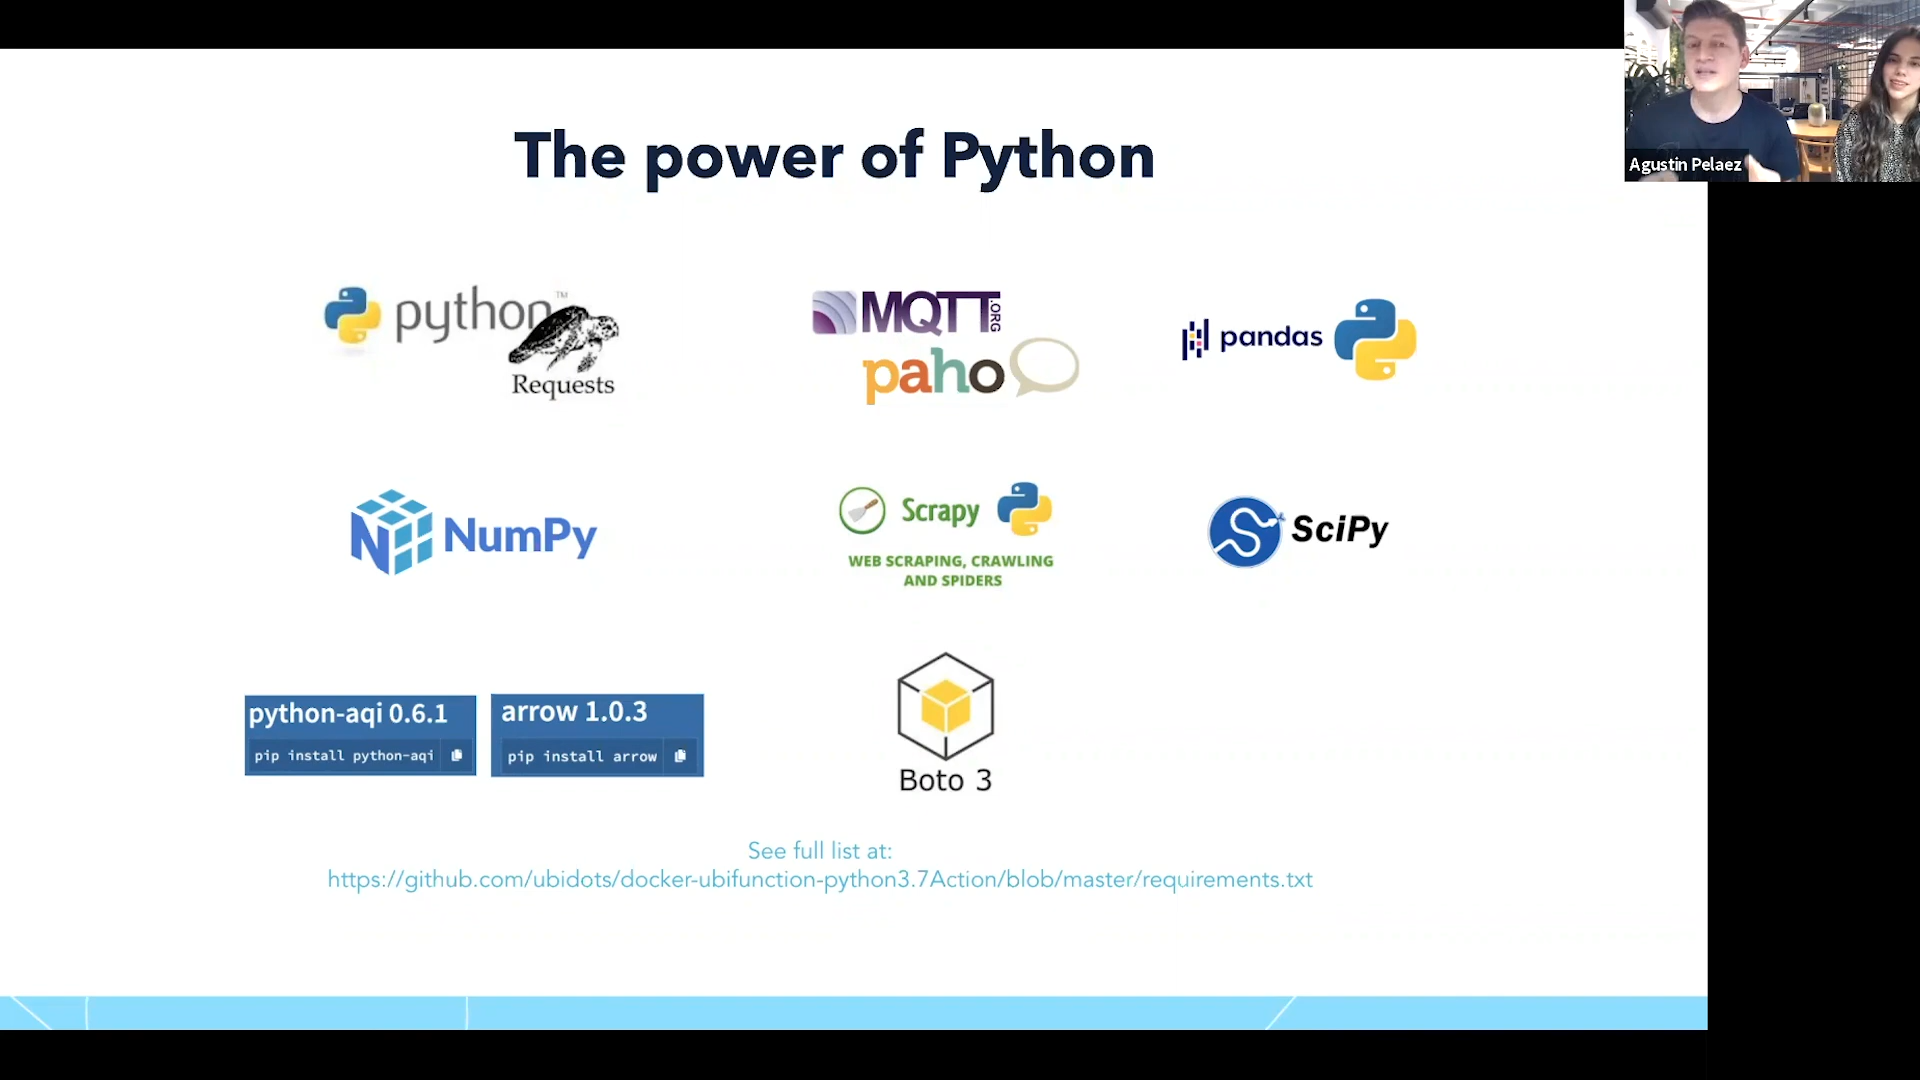 Agustin Pelaez
The power of Python
python™
Requests
MQTT.ORG
paho
pandas
NumPy
Scrapy
WEB SCRAPING, CRAWLING
AND SPIDERS
SciPy
python-aqi 0.6.1
pip install python-aqi
arrow 1.0.3
pip install arrow
Boto 3
See full list at:
https://github.com/ubidots/docker-ubifunction-python3.7Action/blob/master/requirements.txt